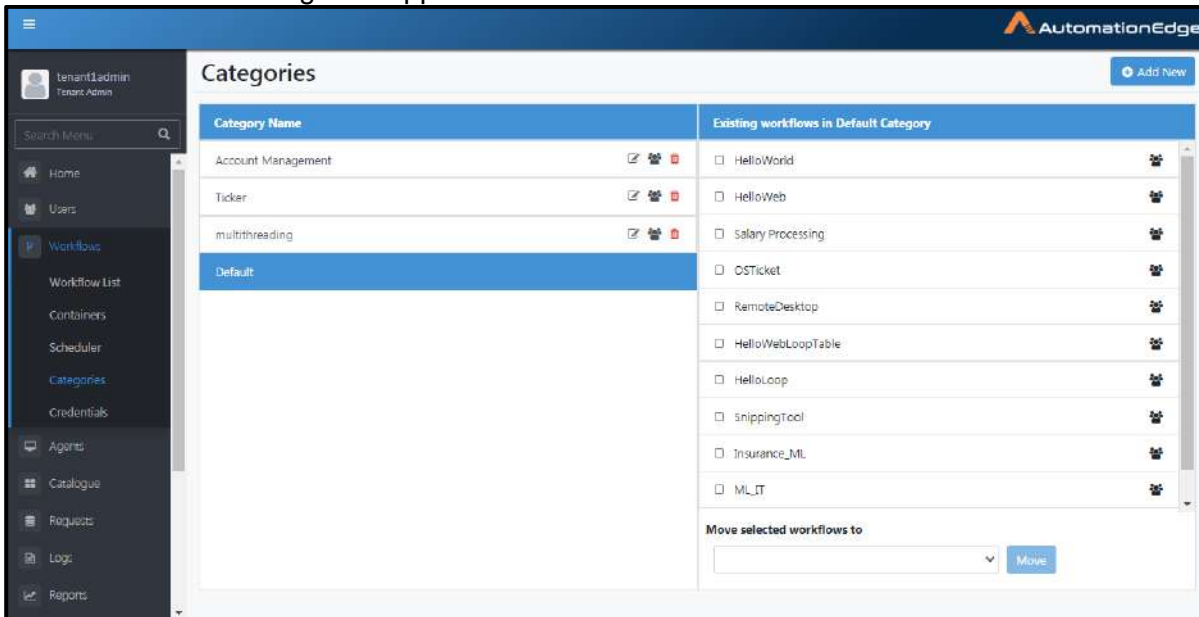 AutomationEdge
tenant1admin
Tenant Admin
Search Menu
Home
Users
Workflows
Workflow List
Containers
Scheduler
Categories
Credentials
Agents
Catalogue
Requests
Logs
Reports
Categories
Add New
Category Name
Account Management
Ticker
multithreading
Default
Existing workflows in Default Category
HelloWorld
HelloWeb
Salary Processing
OSTicket
RemoteDesktop
HelloWebLoopTable
HelloLoop
SnippingTool
Insurance_ML
ML_IT
Move selected workflows to
Move